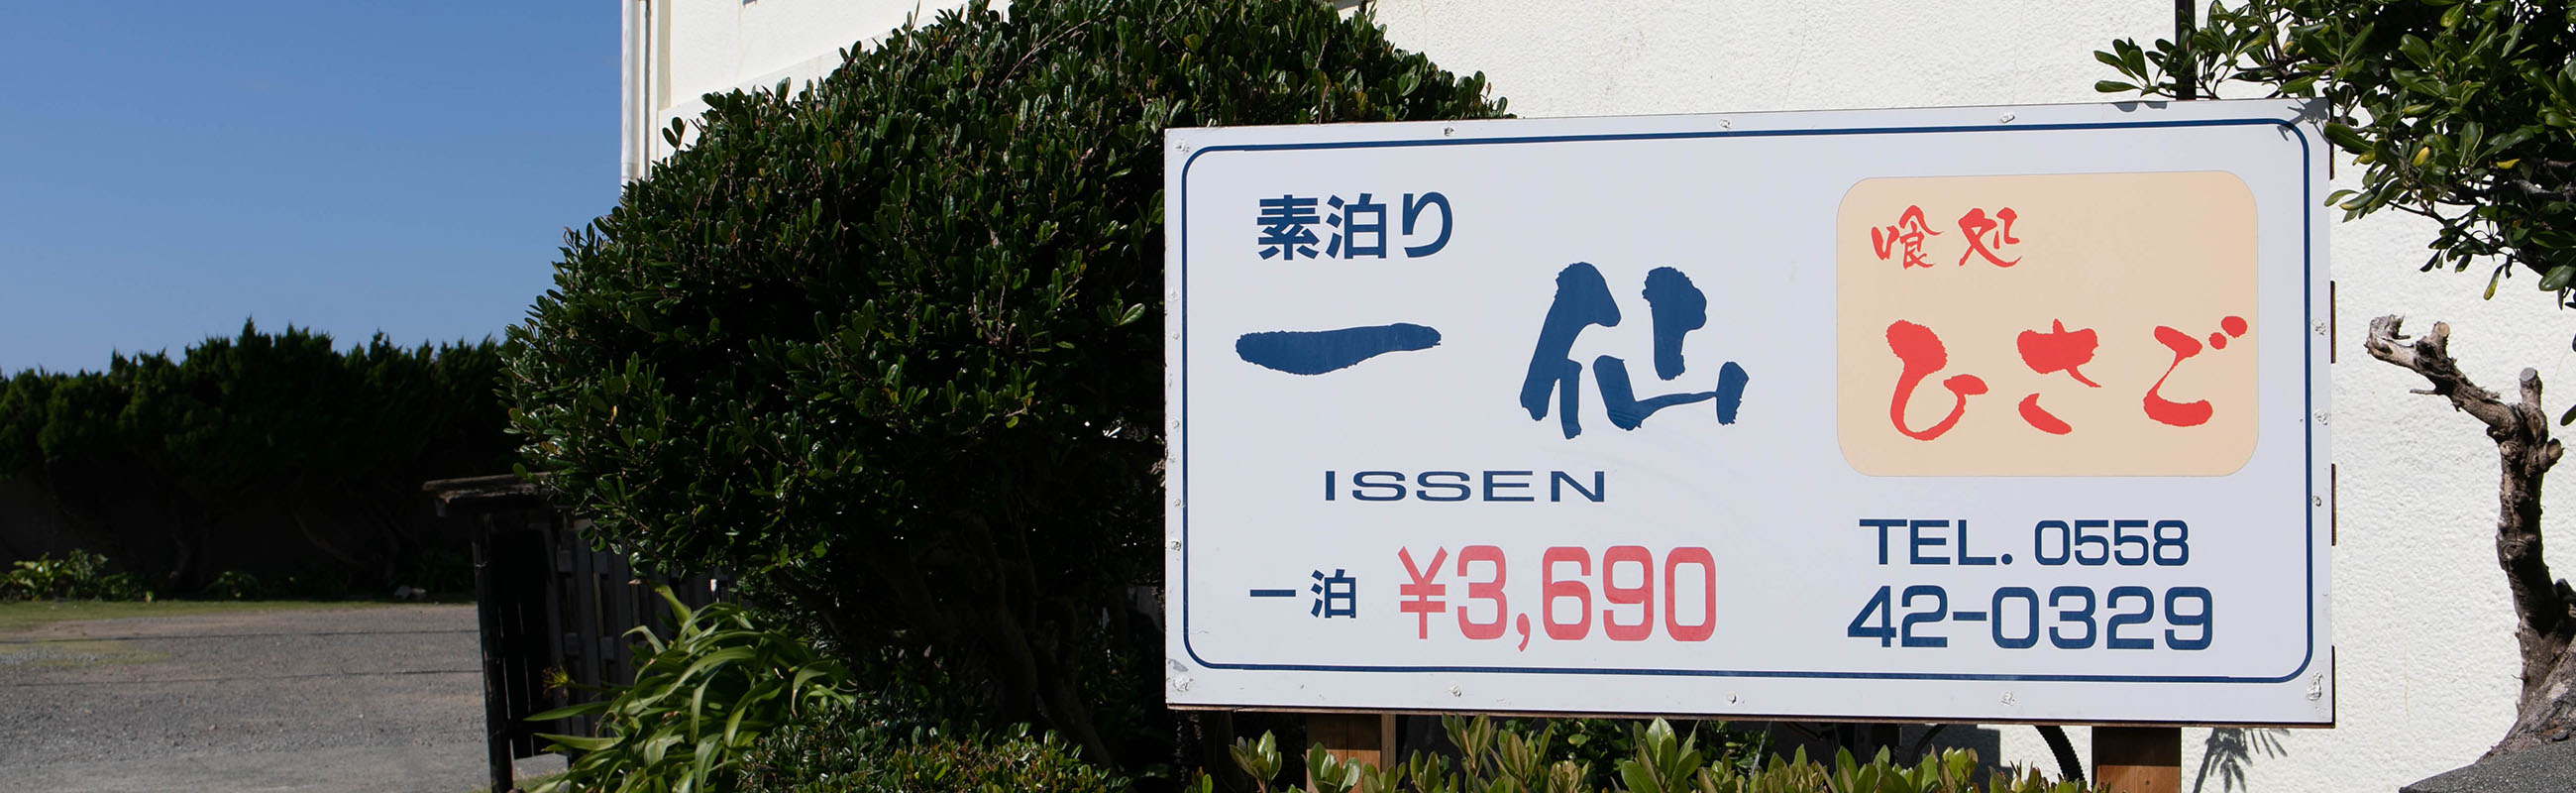 素泊り
一仙
ISSEN
一泊 ¥3,690
喰処
ひさご
TEL. 0558
42-0329